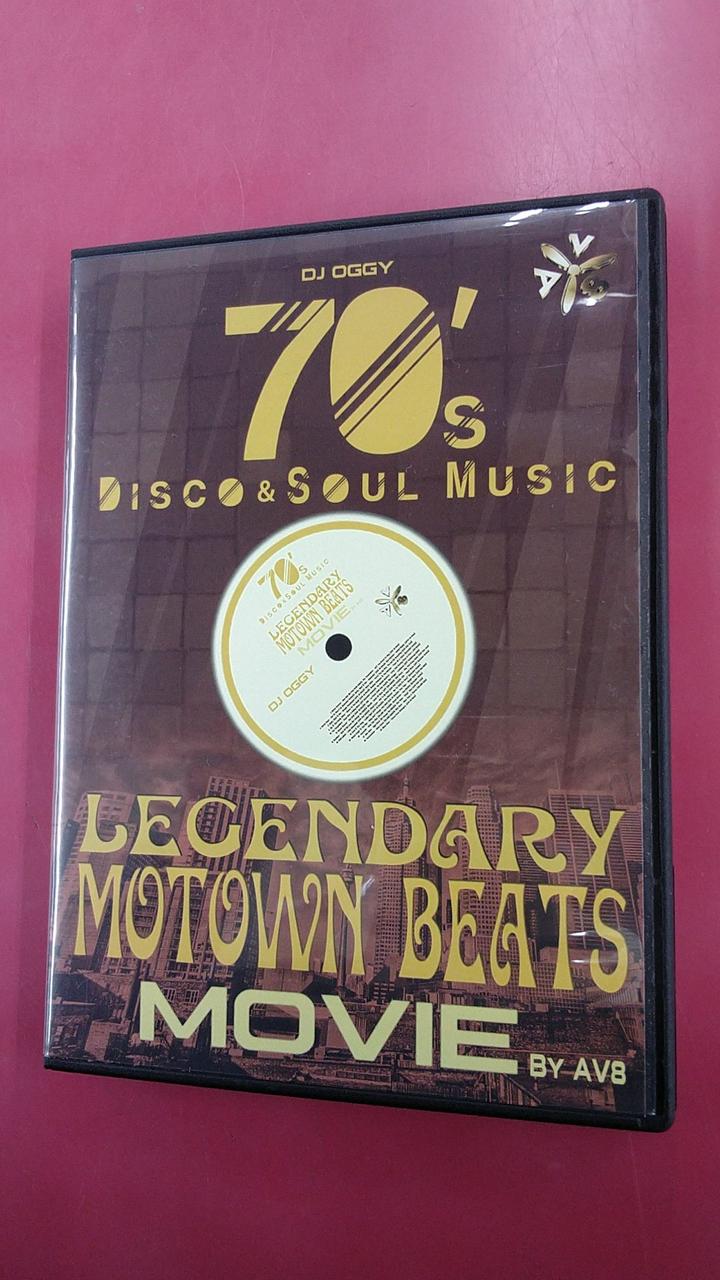 DJ OGGY
AV8
70's
DISCO & SOUL MUSIC
70's
DISCO & SOUL MUSIC
LEGENDARY
MOTOWN BEATS
MOVIE
DJ OGGY
LEGENDARY
MOTOWN BEATS
MOVIE BY AV8